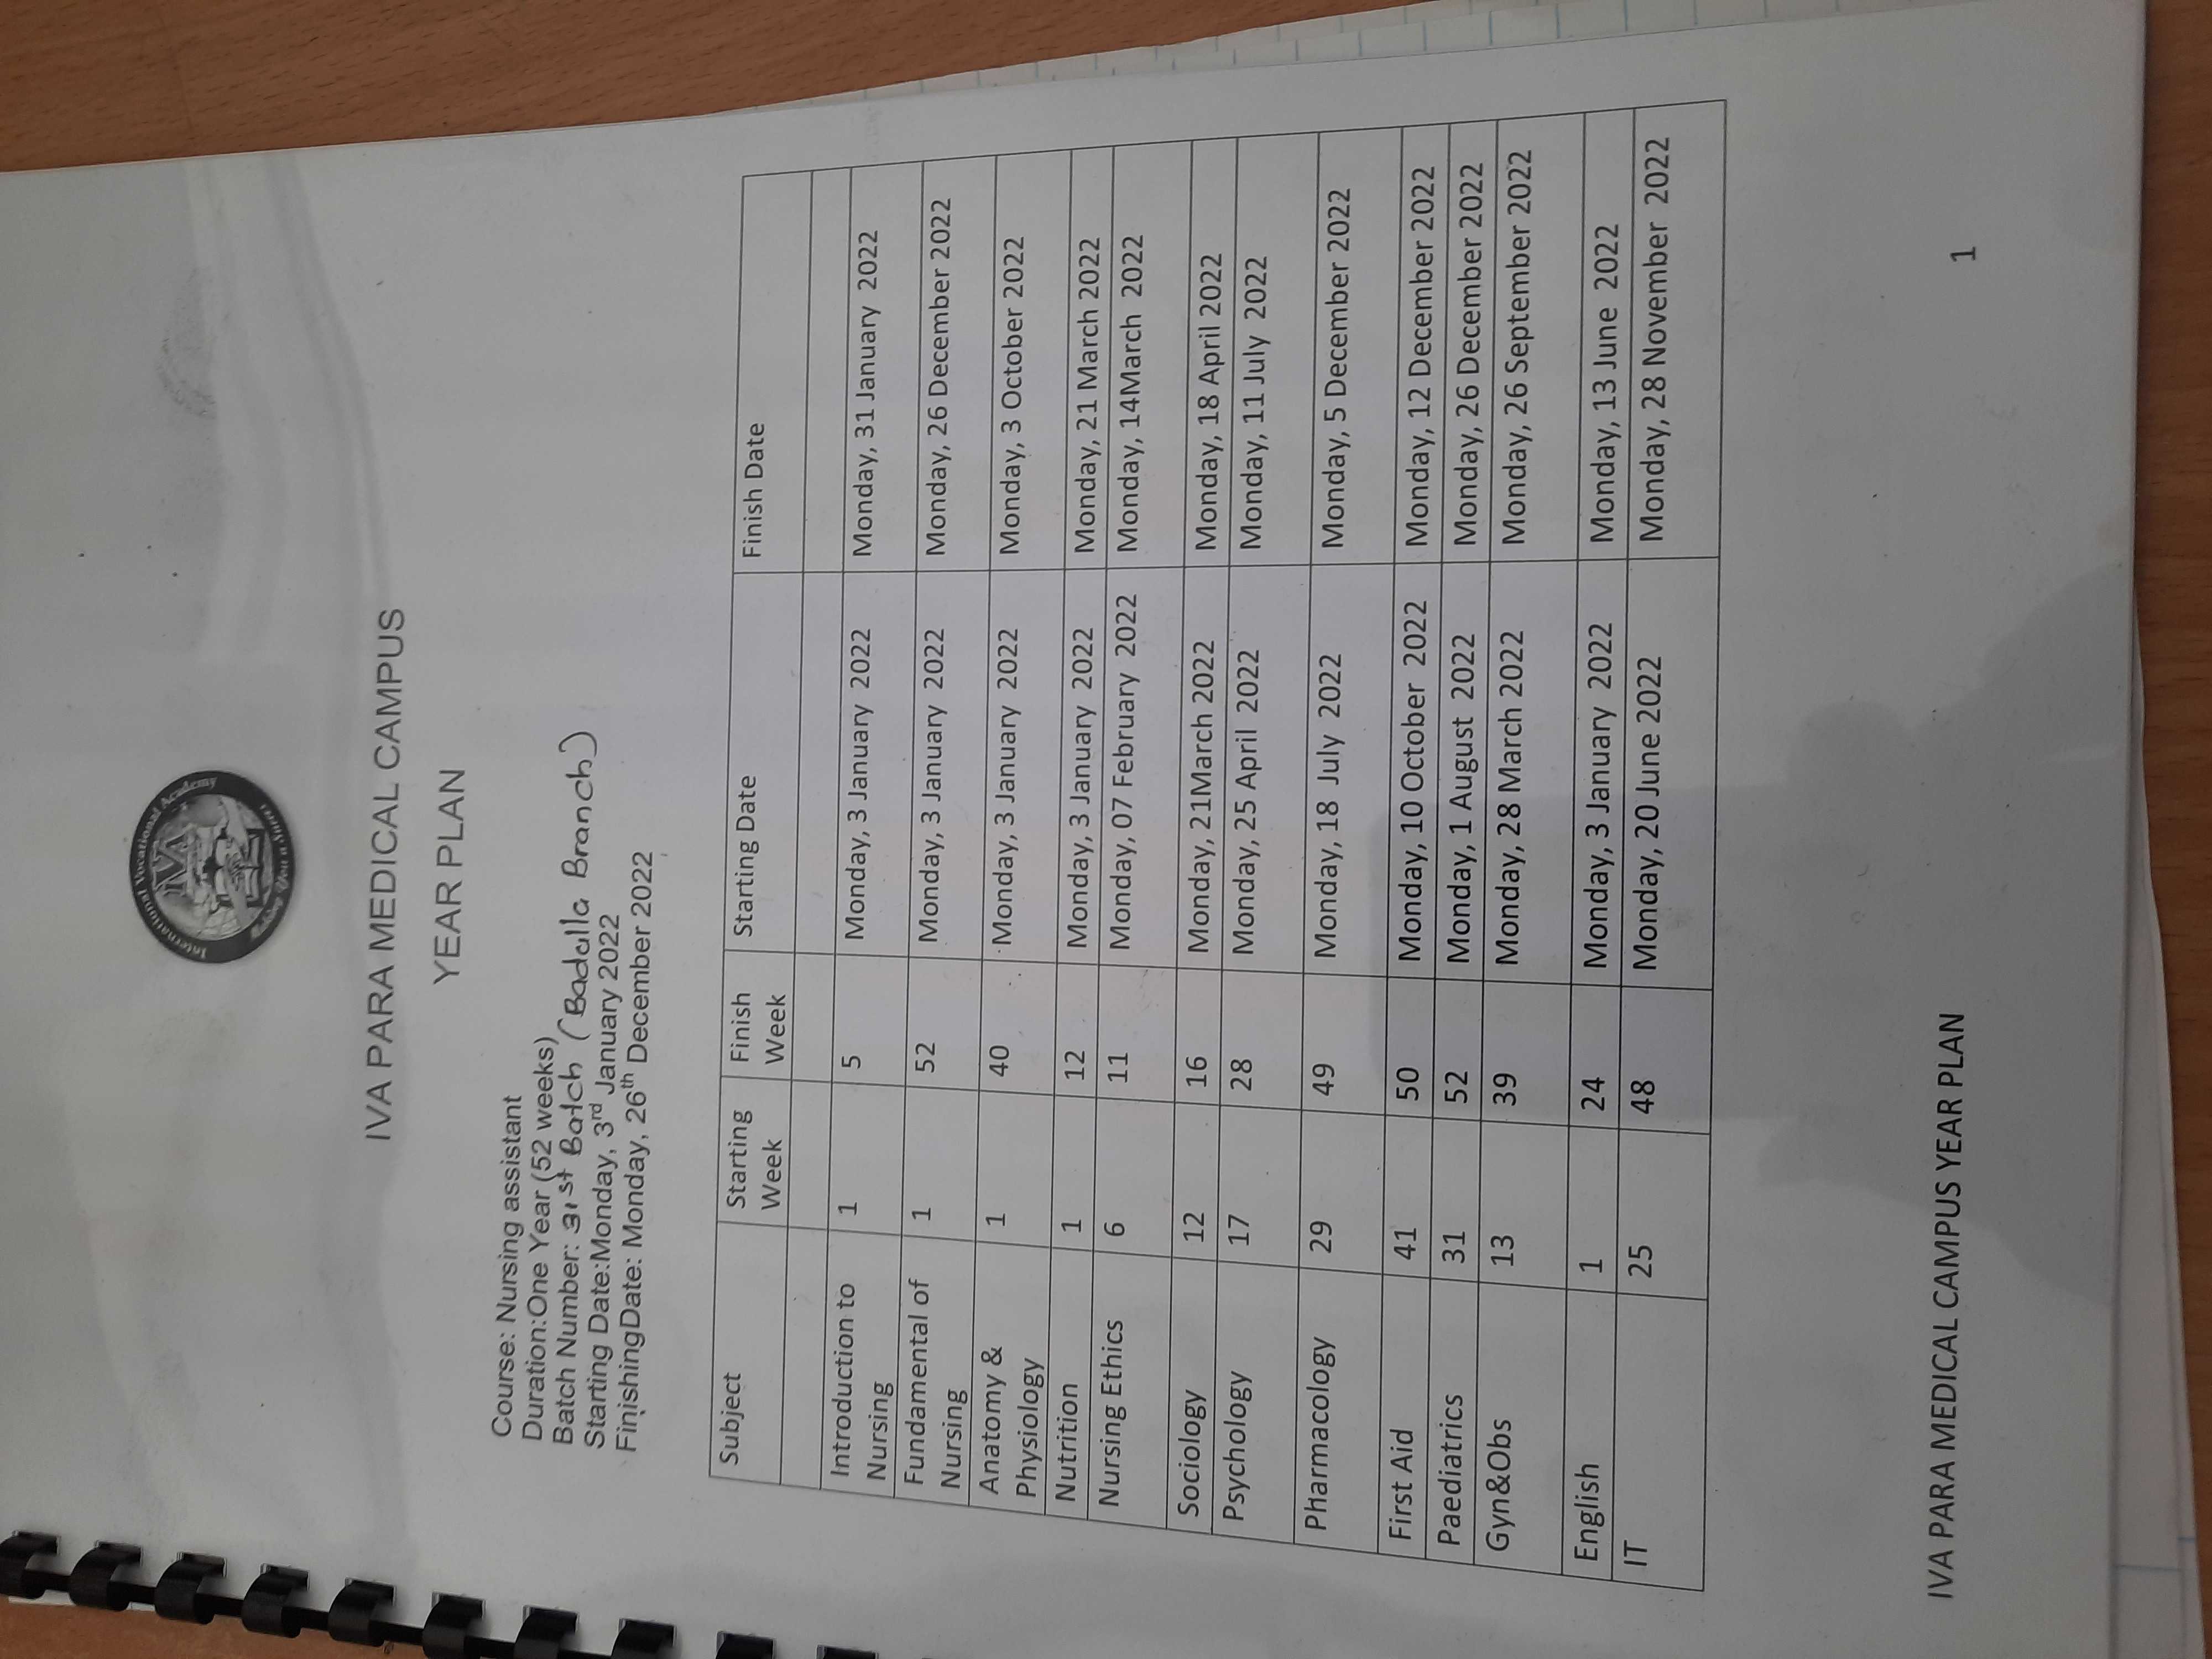 International Vocational Academy
IVA
IVA PARA MEDICAL CAMPUS
YEAR PLAN
Course: Nursing assistant
Duration:One Year (52 weeks)
Batch Number: 31st Batch (Badulla Branch)
Starting Date:Monday, 3rd January 2022
FinishingDate: Monday, 26th December 2022
Subject Starting Week Finish Week Starting Date Finish Date
Introduction to Nursing 1 5 Monday, 3 January 2022 Monday, 31 January 2022
Fundamental of Nursing 1 52 Monday, 3 January 2022 Monday, 26 December 2022
Anatomy & Physiology 1 40 Monday, 3 January 2022 Monday, 3 October 2022
Nutrition 1 12 Monday, 3 January 2022 Monday, 21 March 2022
Nursing Ethics 6 11 Monday, 07 February 2022 Monday, 14March 2022
Sociology 12 16 Monday, 21March 2022 Monday, 18 April 2022
Psychology 17 28 Monday, 25 April 2022 Monday, 11 July 2022
Pharmacology 29 49 Monday, 18 July 2022 Monday, 5 December 2022
First Aid 41 50 Monday, 10 October 2022 Monday, 12 December 2022
Paediatrics 31 52 Monday, 1 August 2022 Monday, 26 December 2022
Gyn&Obs 13 39 Monday, 28 March 2022 Monday, 26 September 2022
English 1 24 Monday, 3 January 2022 Monday, 13 June 2022
IT 25 48 Monday, 20 June 2022 Monday, 28 November 2022
IVA PARA MEDICAL CAMPUS YEAR PLAN 1